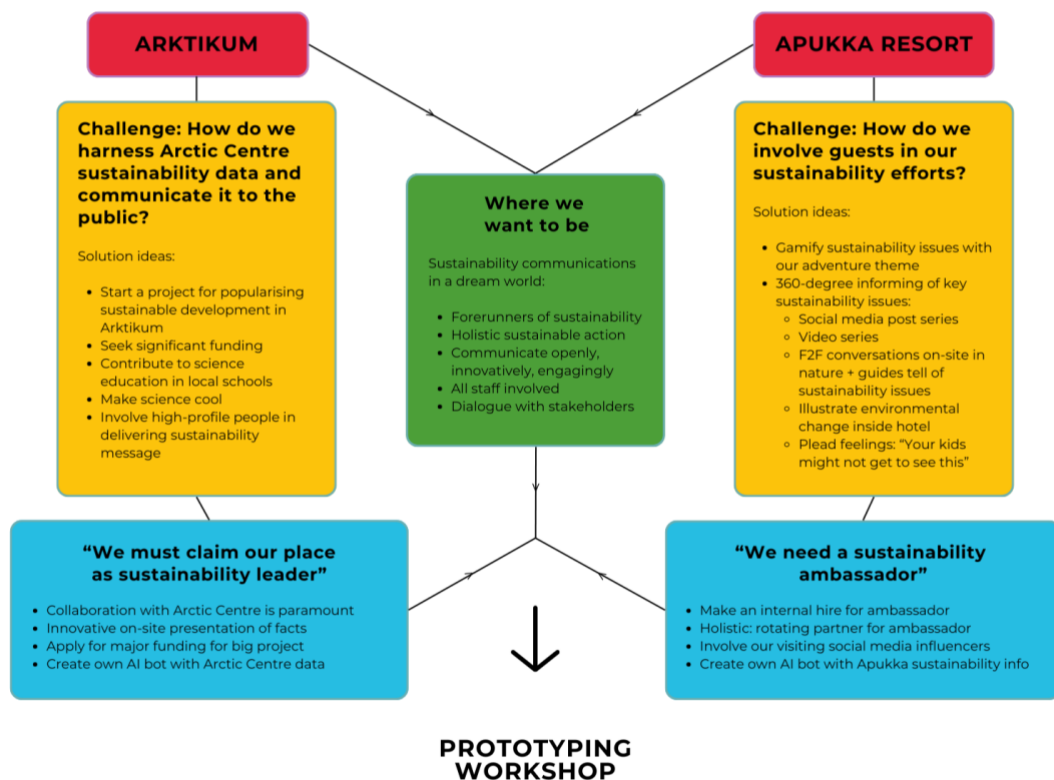 ARKTIKUM
Challenge: How do we
harness Arctic Centre
sustainability data and
communicate it to the
public?
Solution ideas:
• Start a project for popularising
sustainable development in
Arktikum
• Seek significant funding
• Contribute to science
education in local schools
• Make science cool
• Involve high-profile people in
delivering sustainability
message
“We must claim our place
as sustainability leader”
• Collaboration with Arctic Centre is paramount
• Innovative on-site presentation of facts
• Apply for major funding for big project
• Create own AI bot with Arctic Centre data
Where we
want to be
Sustainability communications
in a dream world:
• Forerunners of sustainability
• Holistic sustainable action
• Communicate openly,
innovatively, engagingly
• All staff involved
• Dialogue with stakeholders
APUKKA RESORT
Challenge: How do we
involve guests in our
sustainability efforts?
Solution ideas:
• Gamify sustainability issues with
our adventure theme
• 360-degree informing of key
sustainability issues:
◦ Social media post series
◦ Video series
◦ F2F conversations on-site in
nature + guides tell of
sustainability issues
◦ Illustrate environmental
change inside hotel
◦ Plead feelings: “Your kids
might not get to see this”
“We need a sustainability
ambassador”
• Make an internal hire for ambassador
• Holistic: rotating partner for ambassador
• Involve our visiting social media influencers
• Create own AI bot with Apukka sustainability info
PROTOTYPING
WORKSHOP